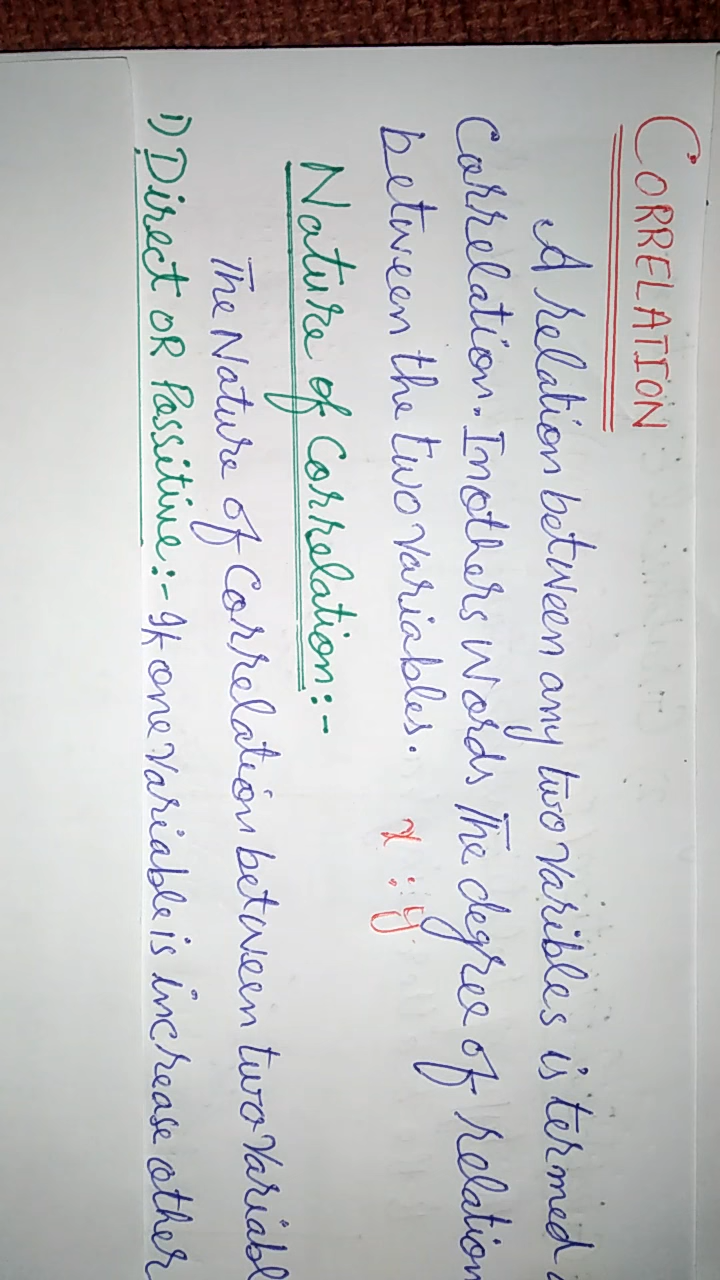 CORRELATION
A relation between any two varibles is termed
Correlation. In others words The degree of relation
between the two variables. x : y
Nature of Correlation:-
The Nature of Correlation between two Variabl
1) Direct OR Possitive:- If one variable is increase other